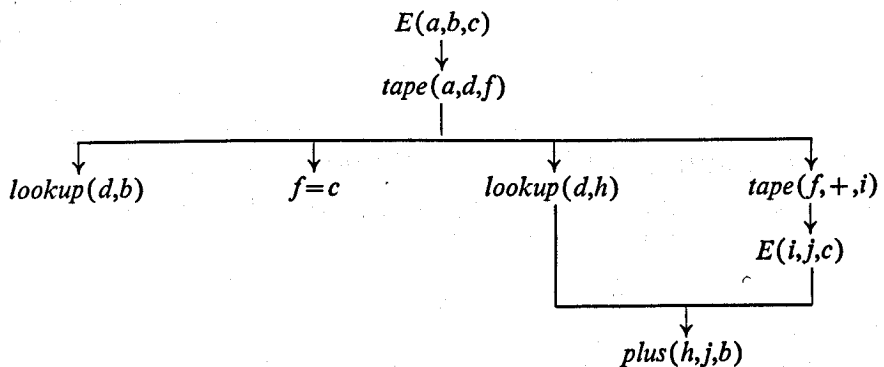 E(a,b,c)
tape(a,d,f)
lookup(d,b) f=c lookup(d,h) tape(f,+,i)
E(i,j,c)
plus(h,j,b)